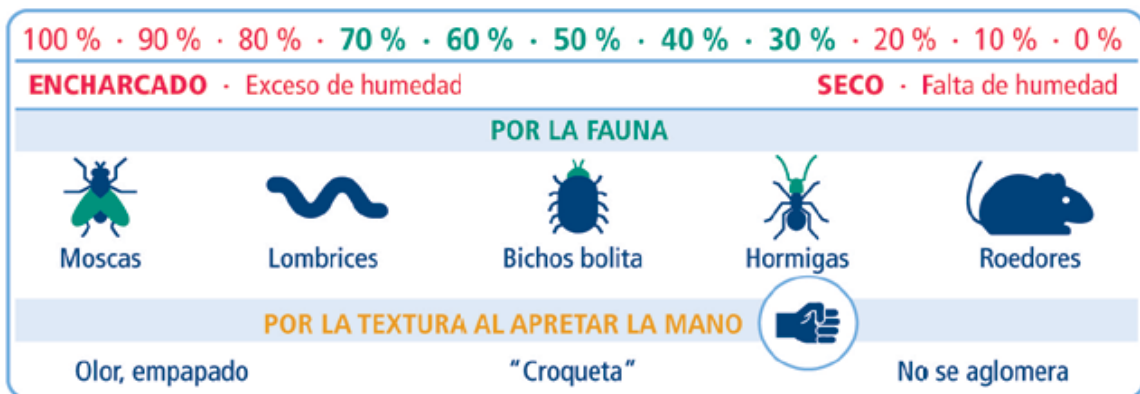 100 % · 90 % · 80 % · 70 % · 60 % · 50 % · 40 % · 30 % · 20 % · 10 % · 0 %
ENCHARCADO · Exceso de humedad SECO · Falta de humedad
POR LA FAUNA
Moscas Lombrices Bichos bolita Hormigas Roedores
POR LA TEXTURA AL APRETAR LA MANO
Olor, empapado "Croqueta" No se aglomera